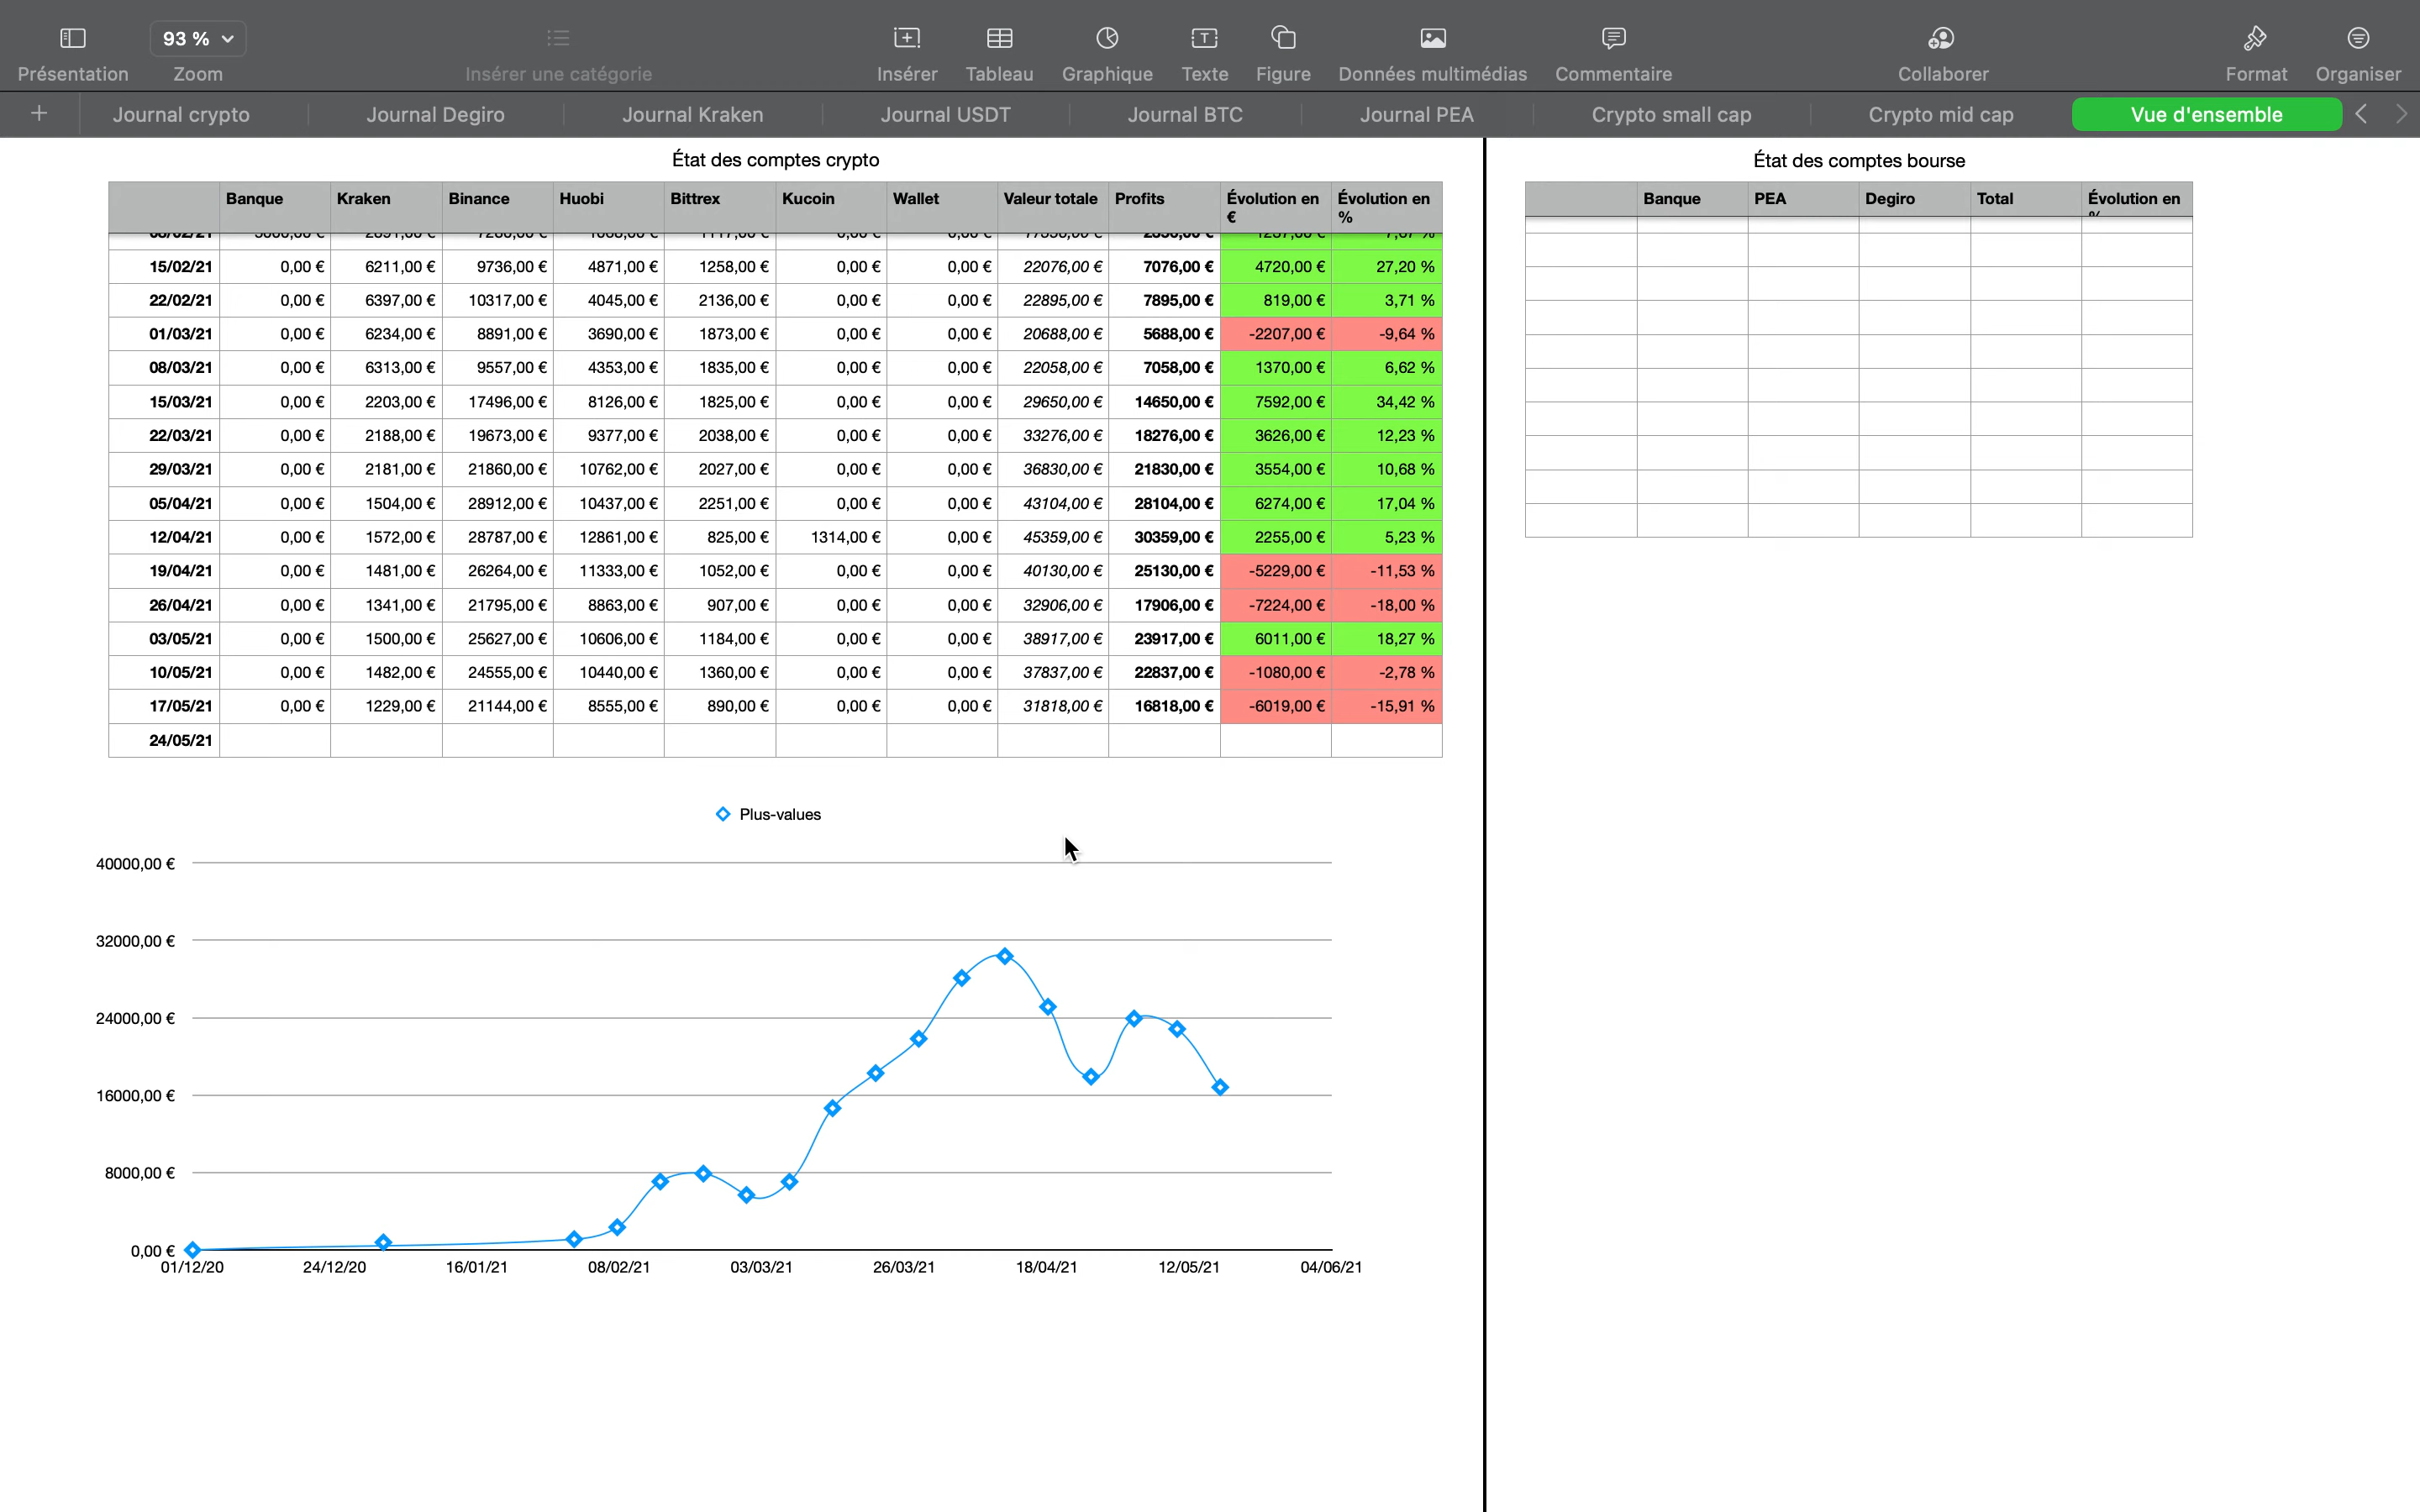 93 %
Présentation Zoom Insérer une catégorie Insérer Tableau Graphique Texte Figure Données multimédias Commentaire Collaborer Format Organiser
Journal crypto Journal Degiro Journal Kraken Journal USDT Journal BTC Journal PEA Crypto small cap Crypto mid cap Vue d'ensemble
État des comptes crypto
Banque Kraken Binance Huobi Bittrex Kucoin Wallet Valeur totale Profits Évolution en € Évolution en %
15/02/21 0,00 € 6211,00 € 9736,00 € 4871,00 € 1258,00 € 0,00 € 0,00 € 22076,00 € 7076,00 € 4720,00 € 27,20 %
22/02/21 0,00 € 6397,00 € 10317,00 € 4045,00 € 2136,00 € 0,00 € 0,00 € 22895,00 € 7895,00 € 819,00 € 3,71 %
01/03/21 0,00 € 6234,00 € 8891,00 € 3690,00 € 1873,00 € 0,00 € 0,00 € 20688,00 € 5688,00 € -2207,00 € -9,64 %
08/03/21 0,00 € 6313,00 € 9557,00 € 4353,00 € 1835,00 € 0,00 € 0,00 € 22058,00 € 7058,00 € 1370,00 € 6,62 %
15/03/21 0,00 € 2203,00 € 17496,00 € 8126,00 € 1825,00 € 0,00 € 0,00 € 29650,00 € 14650,00 € 7592,00 € 34,42 %
22/03/21 0,00 € 2188,00 € 19673,00 € 9377,00 € 2038,00 € 0,00 € 0,00 € 33276,00 € 18276,00 € 3626,00 € 12,23 %
29/03/21 0,00 € 2181,00 € 21860,00 € 10762,00 € 2027,00 € 0,00 € 0,00 € 36830,00 € 21830,00 € 3554,00 € 10,68 %
05/04/21 0,00 € 1504,00 € 28912,00 € 10437,00 € 2251,00 € 0,00 € 0,00 € 43104,00 € 28104,00 € 6274,00 € 17,04 %
12/04/21 0,00 € 1572,00 € 28787,00 € 12861,00 € 825,00 € 1314,00 € 0,00 € 45359,00 € 30359,00 € 2255,00 € 5,23 %
19/04/21 0,00 € 1481,00 € 26264,00 € 11333,00 € 1052,00 € 0,00 € 0,00 € 40130,00 € 25130,00 € -5229,00 € -11,53 %
26/04/21 0,00 € 1341,00 € 21795,00 € 8863,00 € 907,00 € 0,00 € 0,00 € 32906,00 € 17906,00 € -7224,00 € -18,00 %
03/05/21 0,00 € 1500,00 € 25627,00 € 10606,00 € 1184,00 € 0,00 € 0,00 € 38917,00 € 23917,00 € 6011,00 € 18,27 %
10/05/21 0,00 € 1482,00 € 24555,00 € 10440,00 € 1360,00 € 0,00 € 0,00 € 37837,00 € 22837,00 € -1080,00 € -2,78 %
17/05/21 0,00 € 1229,00 € 21144,00 € 8555,00 € 890,00 € 0,00 € 0,00 € 31818,00 € 16818,00 € -6019,00 € -15,91 %
24/05/21
État des comptes bourse
Banque PEA Degiro Total Évolution en
Plus-values
40000,00 €
32000,00 €
24000,00 €
16000,00 €
8000,00 €
0,00 €
01/12/20 24/12/20 16/01/21 08/02/21 03/03/21 26/03/21 18/04/21 12/05/21 04/06/21